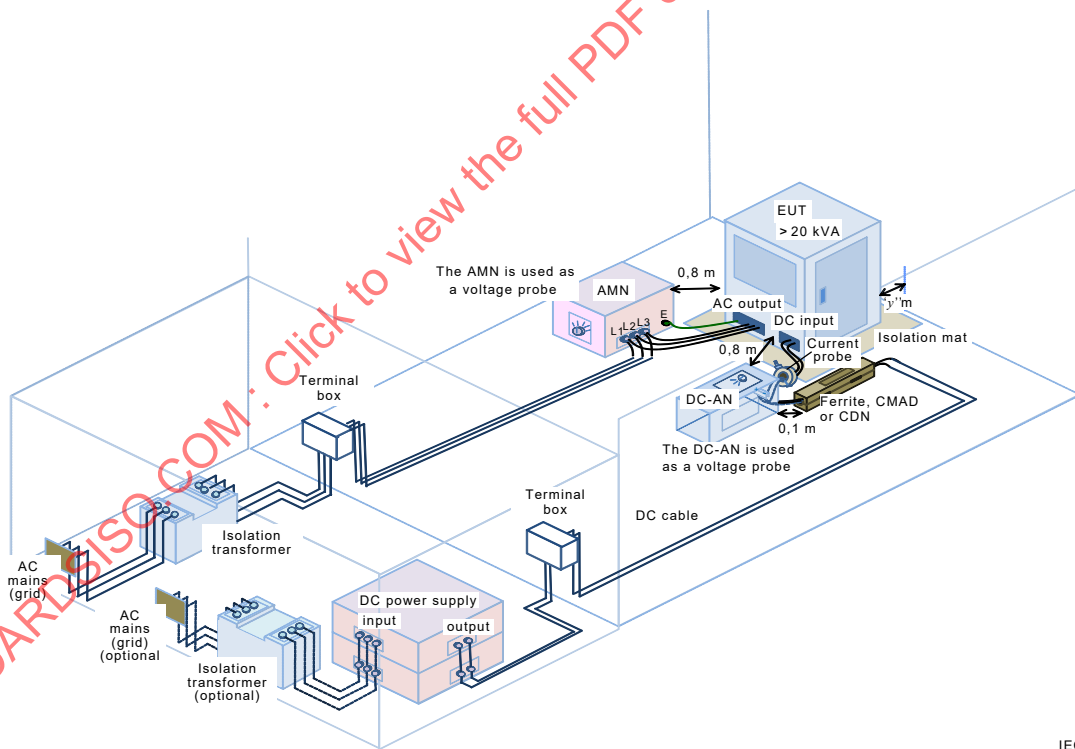 ARDSISO.COM : Click to view the full PDF
EUT
> 20 kVA
The AMN is used as
a voltage probe
AMN
0,8 m
L1 L2 L3
E
AC output
DC input
"y"m
Isolation mat
0,8 m
Current
probe
DC-AN
Ferrite, CMAD
or CDN
0,1 m
The DC-AN is used
as a voltage probe
Terminal
box
Terminal
box
DC cable
Isolation
transformer
AC
mains
(grid)
AC
mains
(grid)
(optional
DC power supply
input
output
Isolation
transformer
(optional)